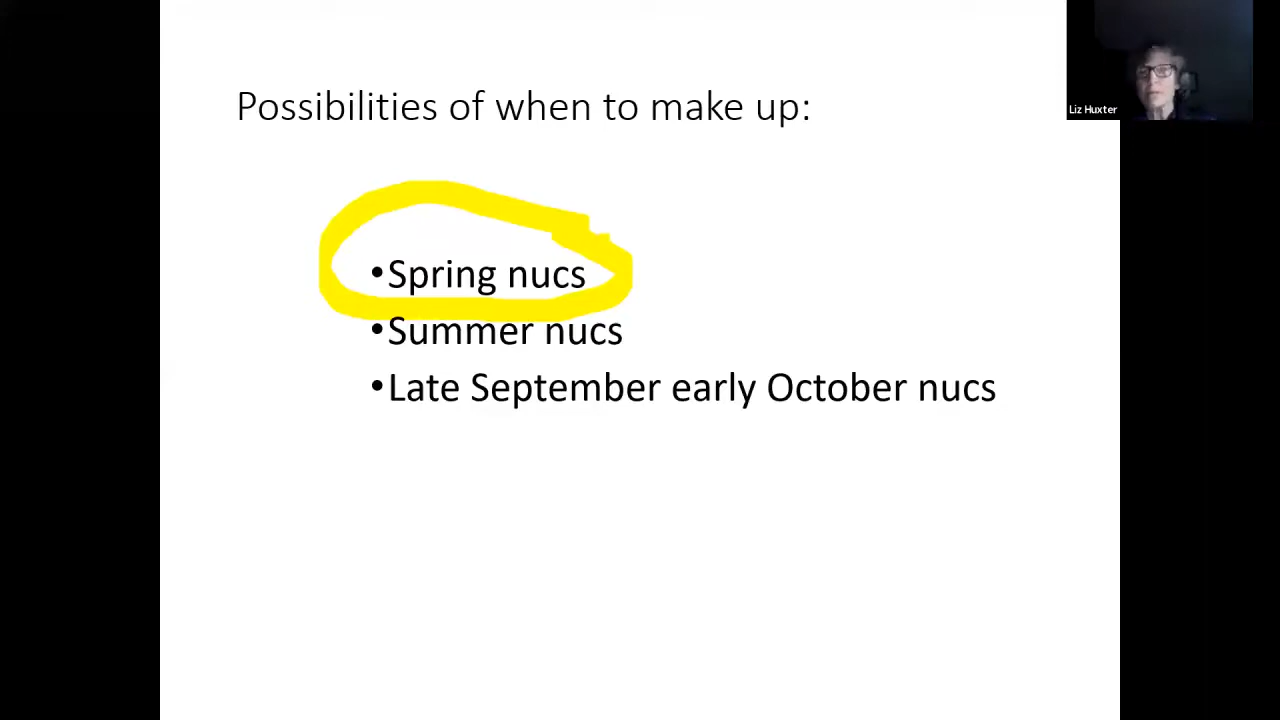 Possibilities of when to make up:
Liz Huxter
•Spring nucs
•Summer nucs
•Late September early October nucs